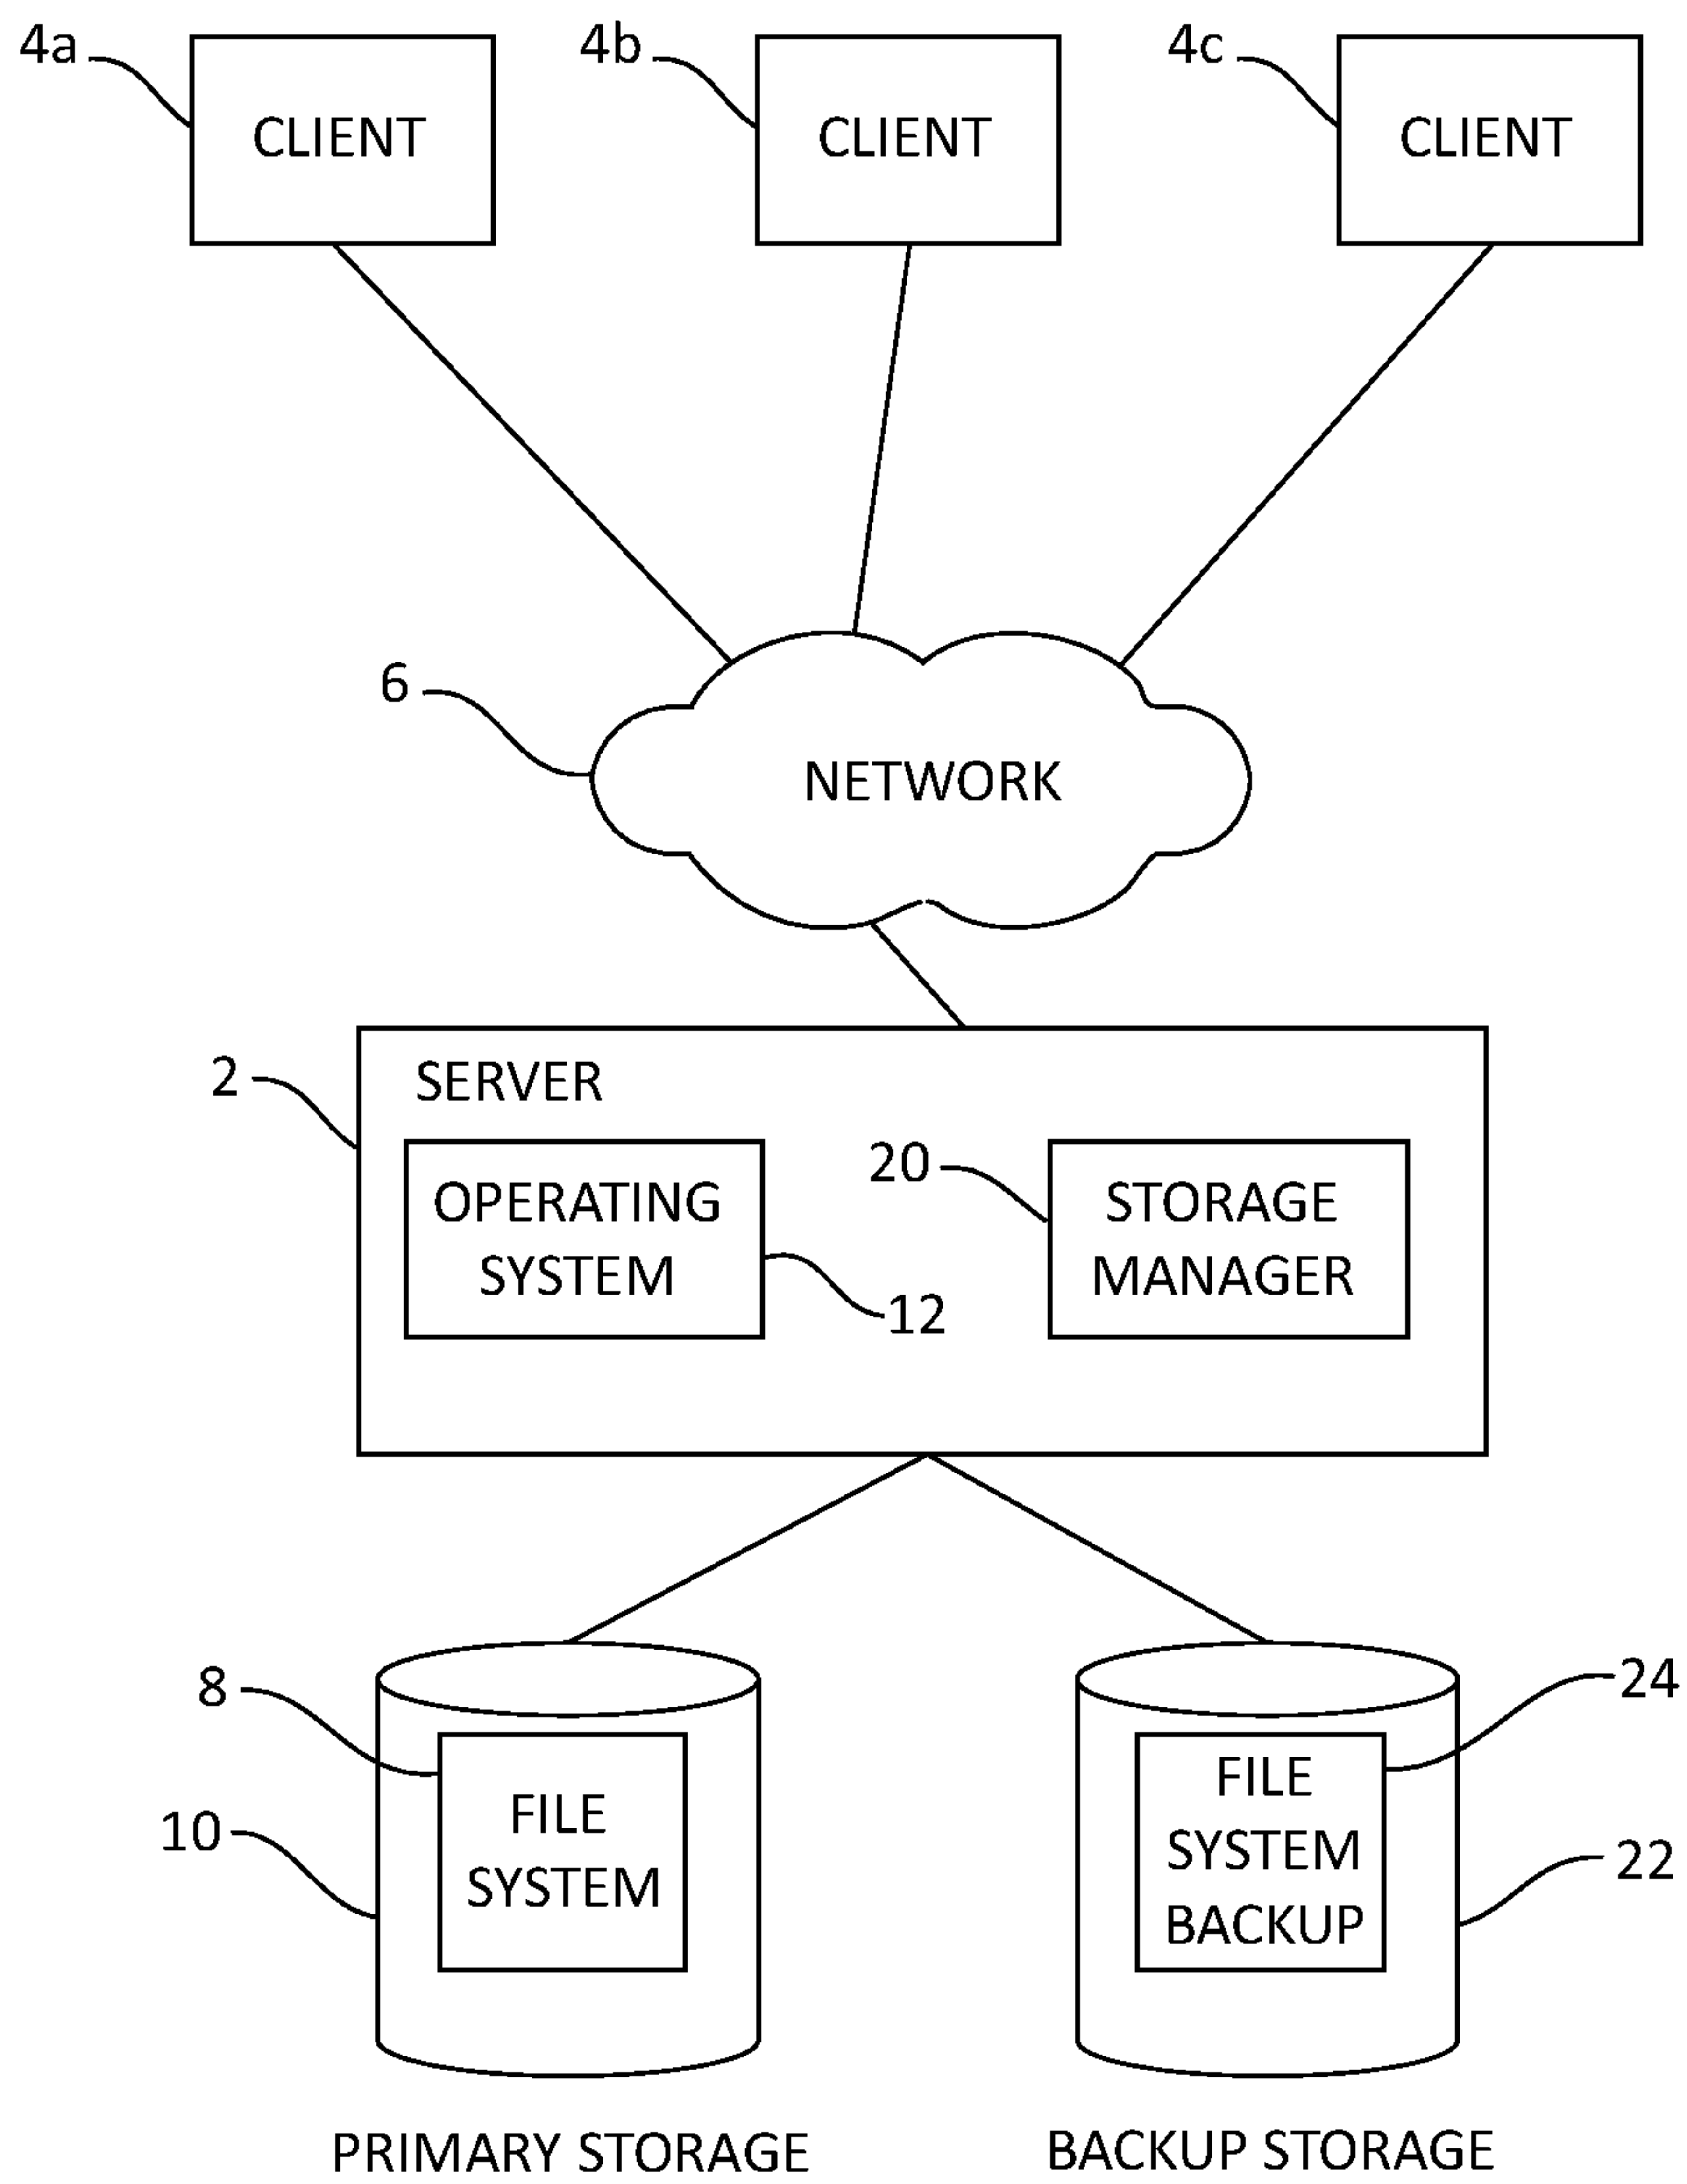 4a
4b
4c
CLIENT
CLIENT
CLIENT
6
NETWORK
2
SERVER
20
OPERATING
SYSTEM
STORAGE
MANAGER
12
8
24
FILE
SYSTEM
FILE
SYSTEM
BACKUP
10
22
PRIMARY STORAGE
BACKUP STORAGE